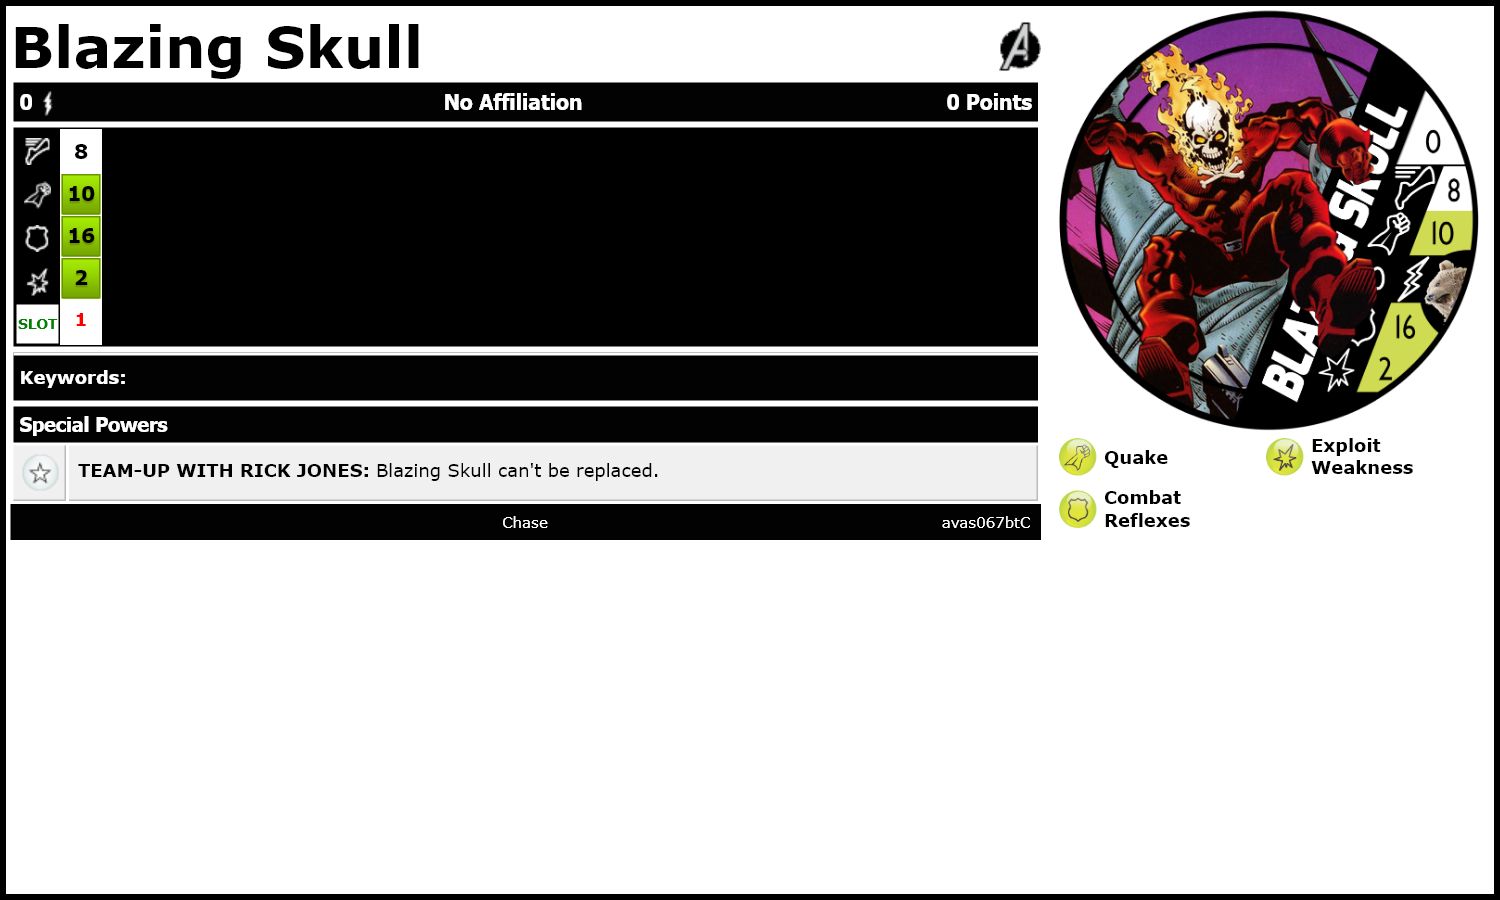 Blazing Skull
0 No Affiliation 0 Points
8
10
16
2
SLOT 1
Keywords:
Special Powers
TEAM-UP WITH RICK JONES: Blazing Skull can't be replaced.
Chase avas067btC
SKULL
0
8
10
16
2
Quake
Exploit
Weakness
Combat
Reflexes